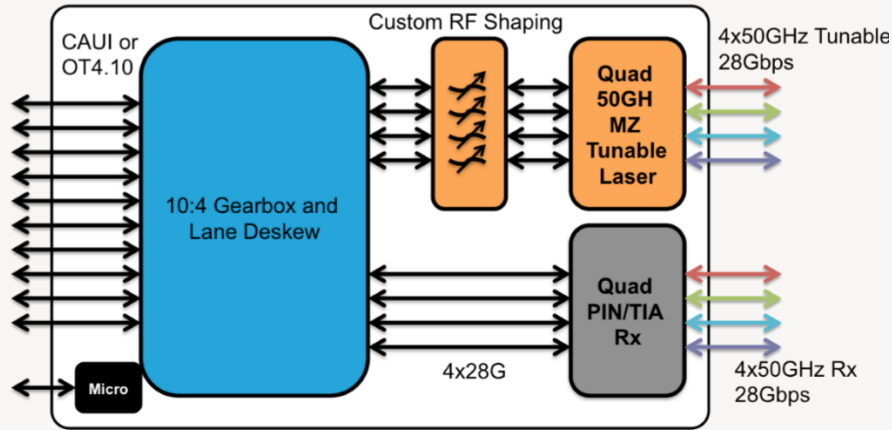 Custom RF Shaping
CAUI or
OT4.10
4x50GHz Tunable
28Gbps
Quad
50GH
MZ
Tunable
Laser
10:4 Gearbox and
Lane Deskew
Quad
PIN/TIA
Rx
4x28G
Micro
4x50GHz Rx
28Gbps